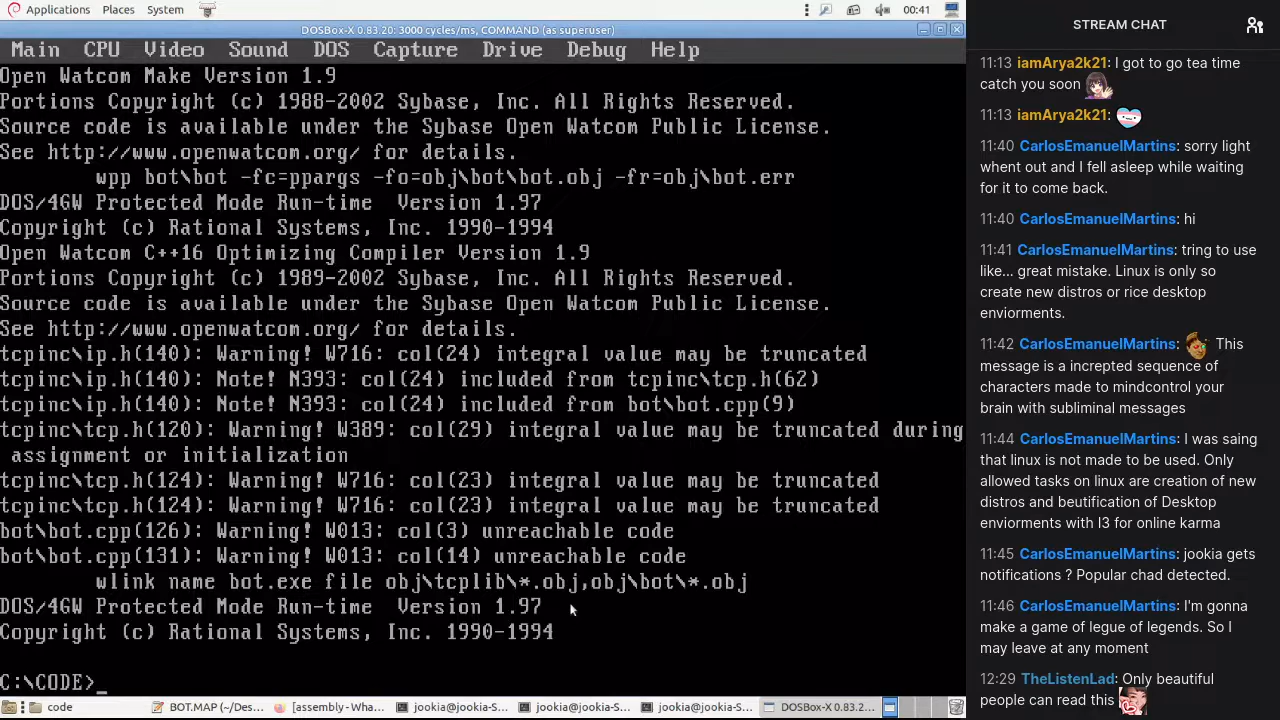 Applications Places System 00:41
DOSBox-X 0.83.20: 3000 cycles/ms, COMMAND (as superuser)
Main CPU Video Sound DOS Capture Drive Debug Help
Open Watcom Make Version 1.9
Portions Copyright (c) 1988-2002 Sybase, Inc. All Rights Reserved.
Source code is available under the Sybase Open Watcom Public License.
See http://www.openwatcom.org/ for details.
wpp bot\bot -fc=ppargs -fo=obj\bot\bot.obj -fr=obj\bot.err
DOS/4GW Protected Mode Run-time Version 1.97
Copyright (c) Rational Systems, Inc. 1990-1994
Open Watcom C++16 Optimizing Compiler Version 1.9
Portions Copyright (c) 1989-2002 Sybase, Inc. All Rights Reserved.
Source code is available under the Sybase Open Watcom Public License.
See http://www.openwatcom.org/ for details.
tcpinc\ip.h(140): Warning! W716: col(24) integral value may be truncated
tcpinc\ip.h(140): Note! N393: col(24) included from tcpinc\tcp.h(62)
tcpinc\ip.h(140): Note! N393: col(24) included from bot\bot.cpp(9)
tcpinc\tcp.h(120): Warning! W389: col(29) integral value may be truncated during
assignment or initialization
tcpinc\tcp.h(124): Warning! W716: col(23) integral value may be truncated
tcpinc\tcp.h(124): Warning! W716: col(23) integral value may be truncated
bot\bot.cpp(126): Warning! W013: col(3) unreachable code
bot\bot.cpp(131): Warning! W013: col(14) unreachable code
wlink name bot.exe file obj\tcplib\*.obj,obj\bot\*.obj
DOS/4GW Protected Mode Run-time Version 1.97
Copyright (c) Rational Systems, Inc. 1990-1994
C:\CODE>_
code BOT.MAP (~/Des... [assembly - Wha... jookia@jookia-S... jookia@jookia-S... jookia@jookia-S... DOSBox-X 0.83.2...
STREAM CHAT
11:13 iamArya2k21: I got to go tea time
catch you soon
11:13 iamArya2k21:
11:40 CarlosEmanuelMartins: sorry light
whent out and I fell asleep while waiting
for it to come back.
11:40 CarlosEmanuelMartins: hi
11:41 CarlosEmanuelMartins: tring to use
like... great mistake. Linux is only so
create new distros or rice desktop
enviorments.
11:42 CarlosEmanuelMartins: This
message is a increpted sequence of
characters made to mindcontrol your
brain with subliminal messages
11:44 CarlosEmanuelMartins: I was saing
that linux is not made to be used. Only
allowed tasks on linux are creation of new
distros and beutification of Desktop
enviorments with I3 for online karma
11:45 CarlosEmanuelMartins: jookia gets
notifications ? Popular chad detected.
11:46 CarlosEmanuelMartins: I'm gonna
make a game of legue of legends. So I
may leave at any moment
12:29 TheListenLad: Only beautiful
people can read this